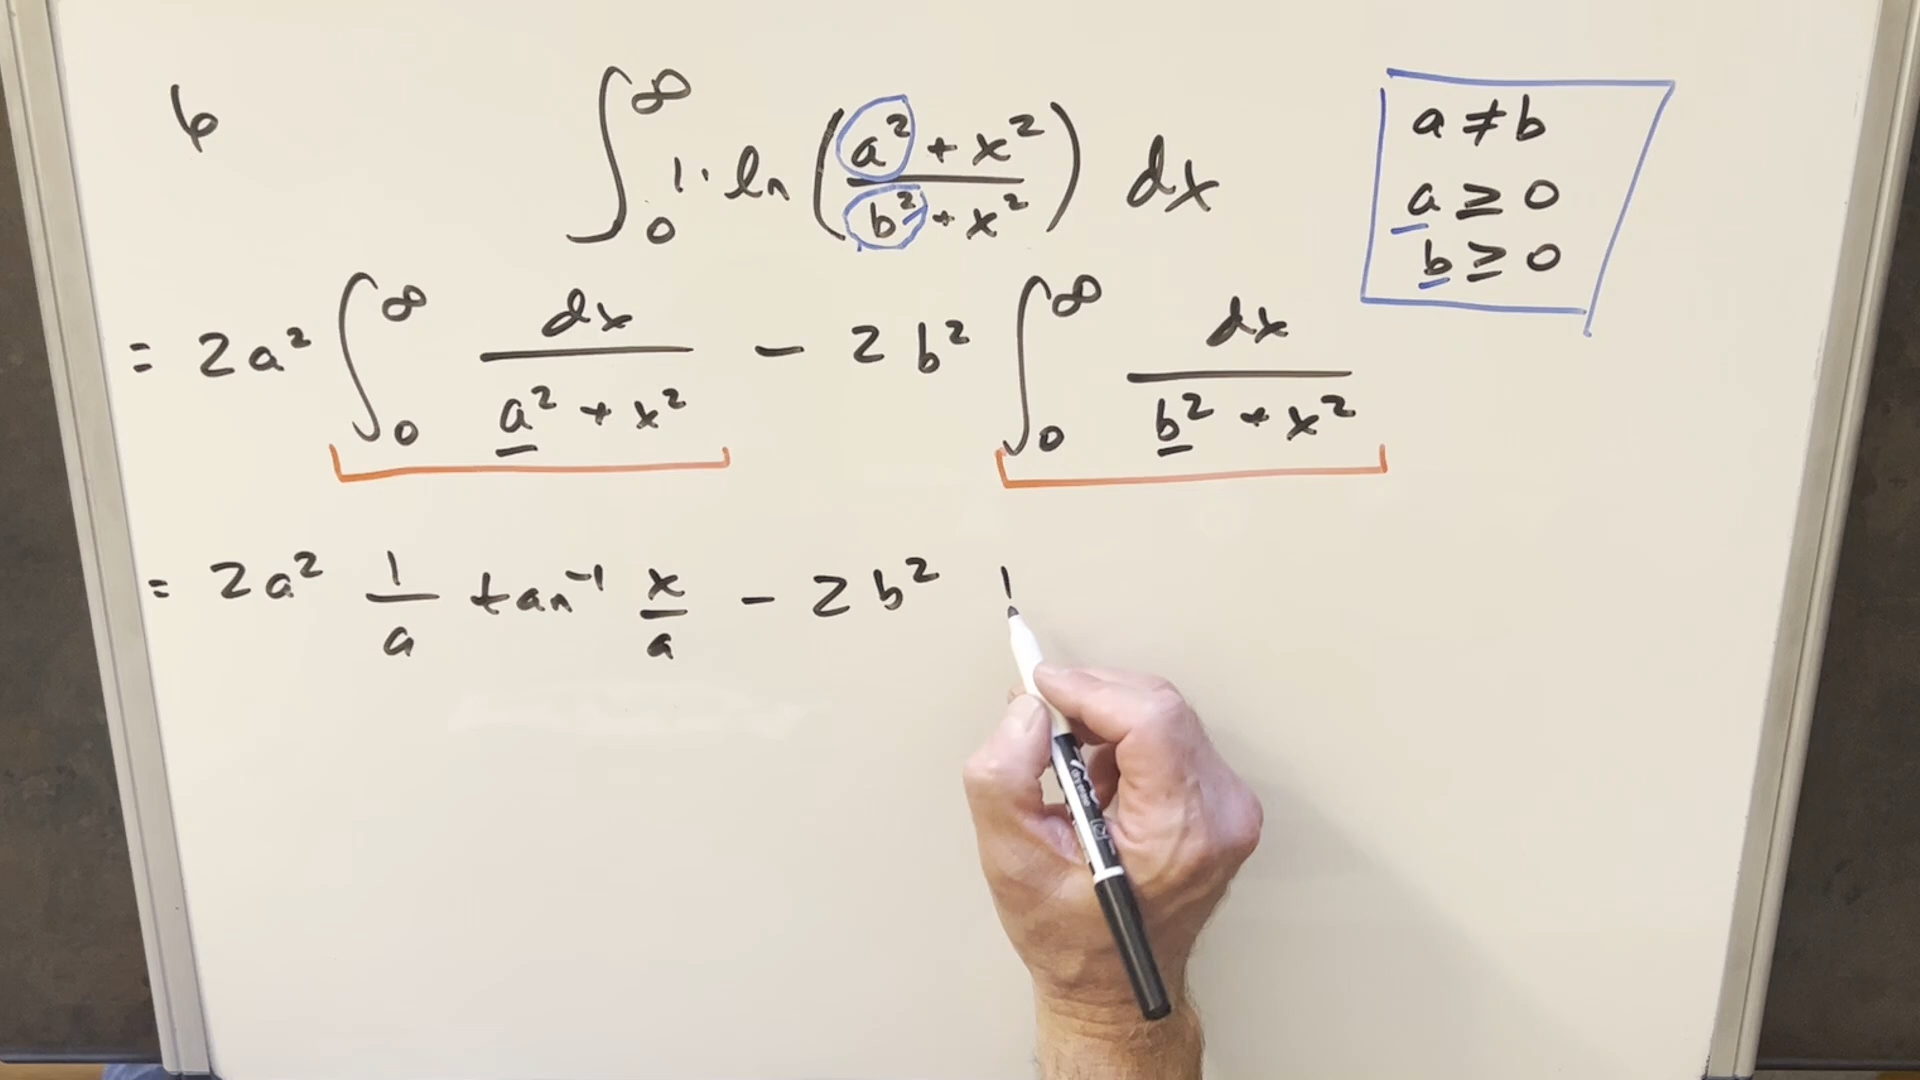 6
∫₀^∞ 1 · ln((a² + x²)/(b² + x²)) dx
a ≠ b
a ≥ 0
b ≥ 0
= 2a² ∫₀^∞ dx/(a² + x²) − 2b² ∫₀^∞ dx/(b² + x²)
= 2a² 1/a tan⁻¹ x/a − 2b² 1